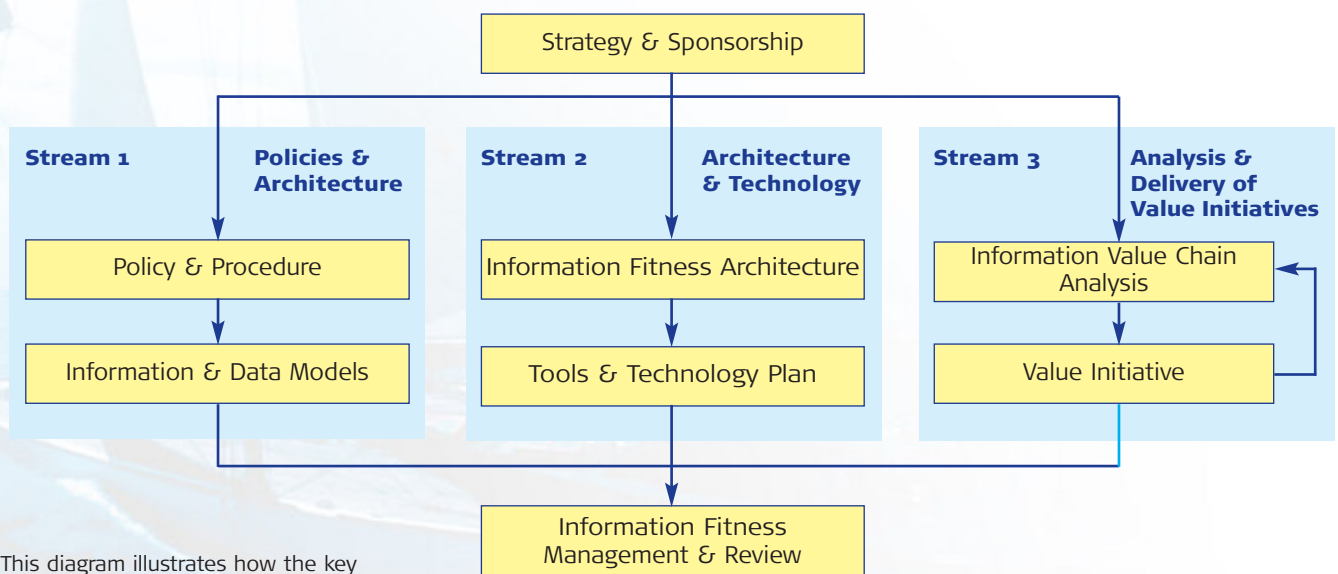 Strategy & Sponsorship
Stream 1
Policies &
Architecture
Policy & Procedure
Information & Data Models
Stream 2
Architecture
& Technology
Information Fitness Architecture
Tools & Technology Plan
Stream 3
Analysis &
Delivery of
Value Initiatives
Information Value Chain
Analysis
Value Initiative
Information Fitness
Management & Review
This diagram illustrates how the key